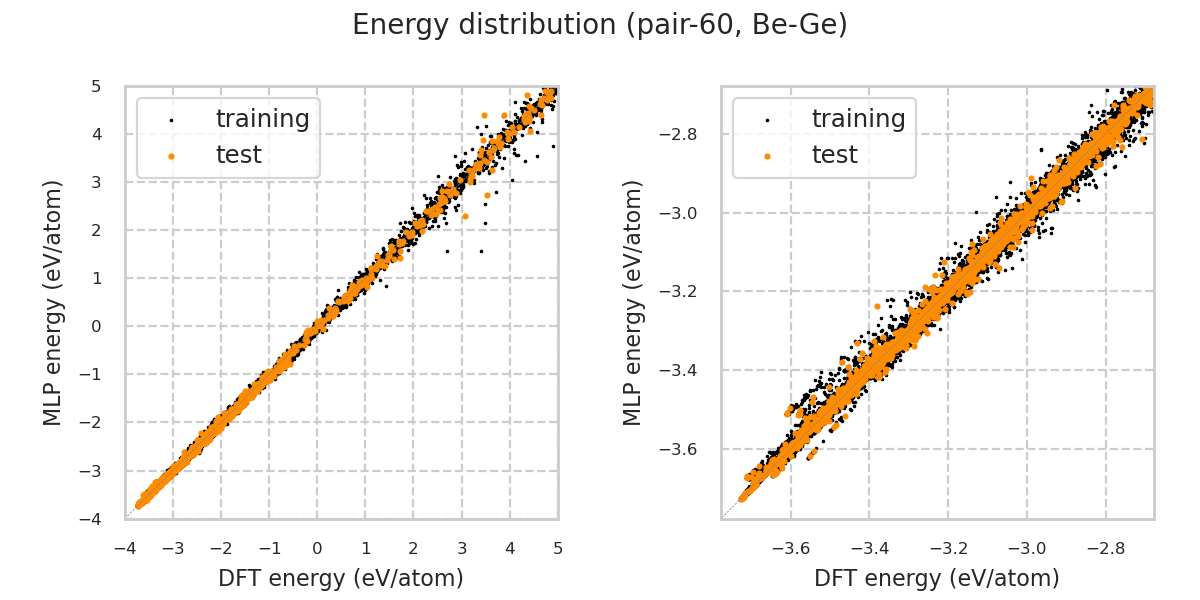 Energy distribution (pair-60, Be-Ge)
training
test
5
4
3
2
1
0
−1
−2
−3
−4
MLP energy (eV/atom)
−4 −3 −2 −1 0 1 2 3 4 5
DFT energy (eV/atom)
training
test
−2.8
−3.0
−3.2
−3.4
−3.6
MLP energy (eV/atom)
−3.6 −3.4 −3.2 −3.0 −2.8
DFT energy (eV/atom)